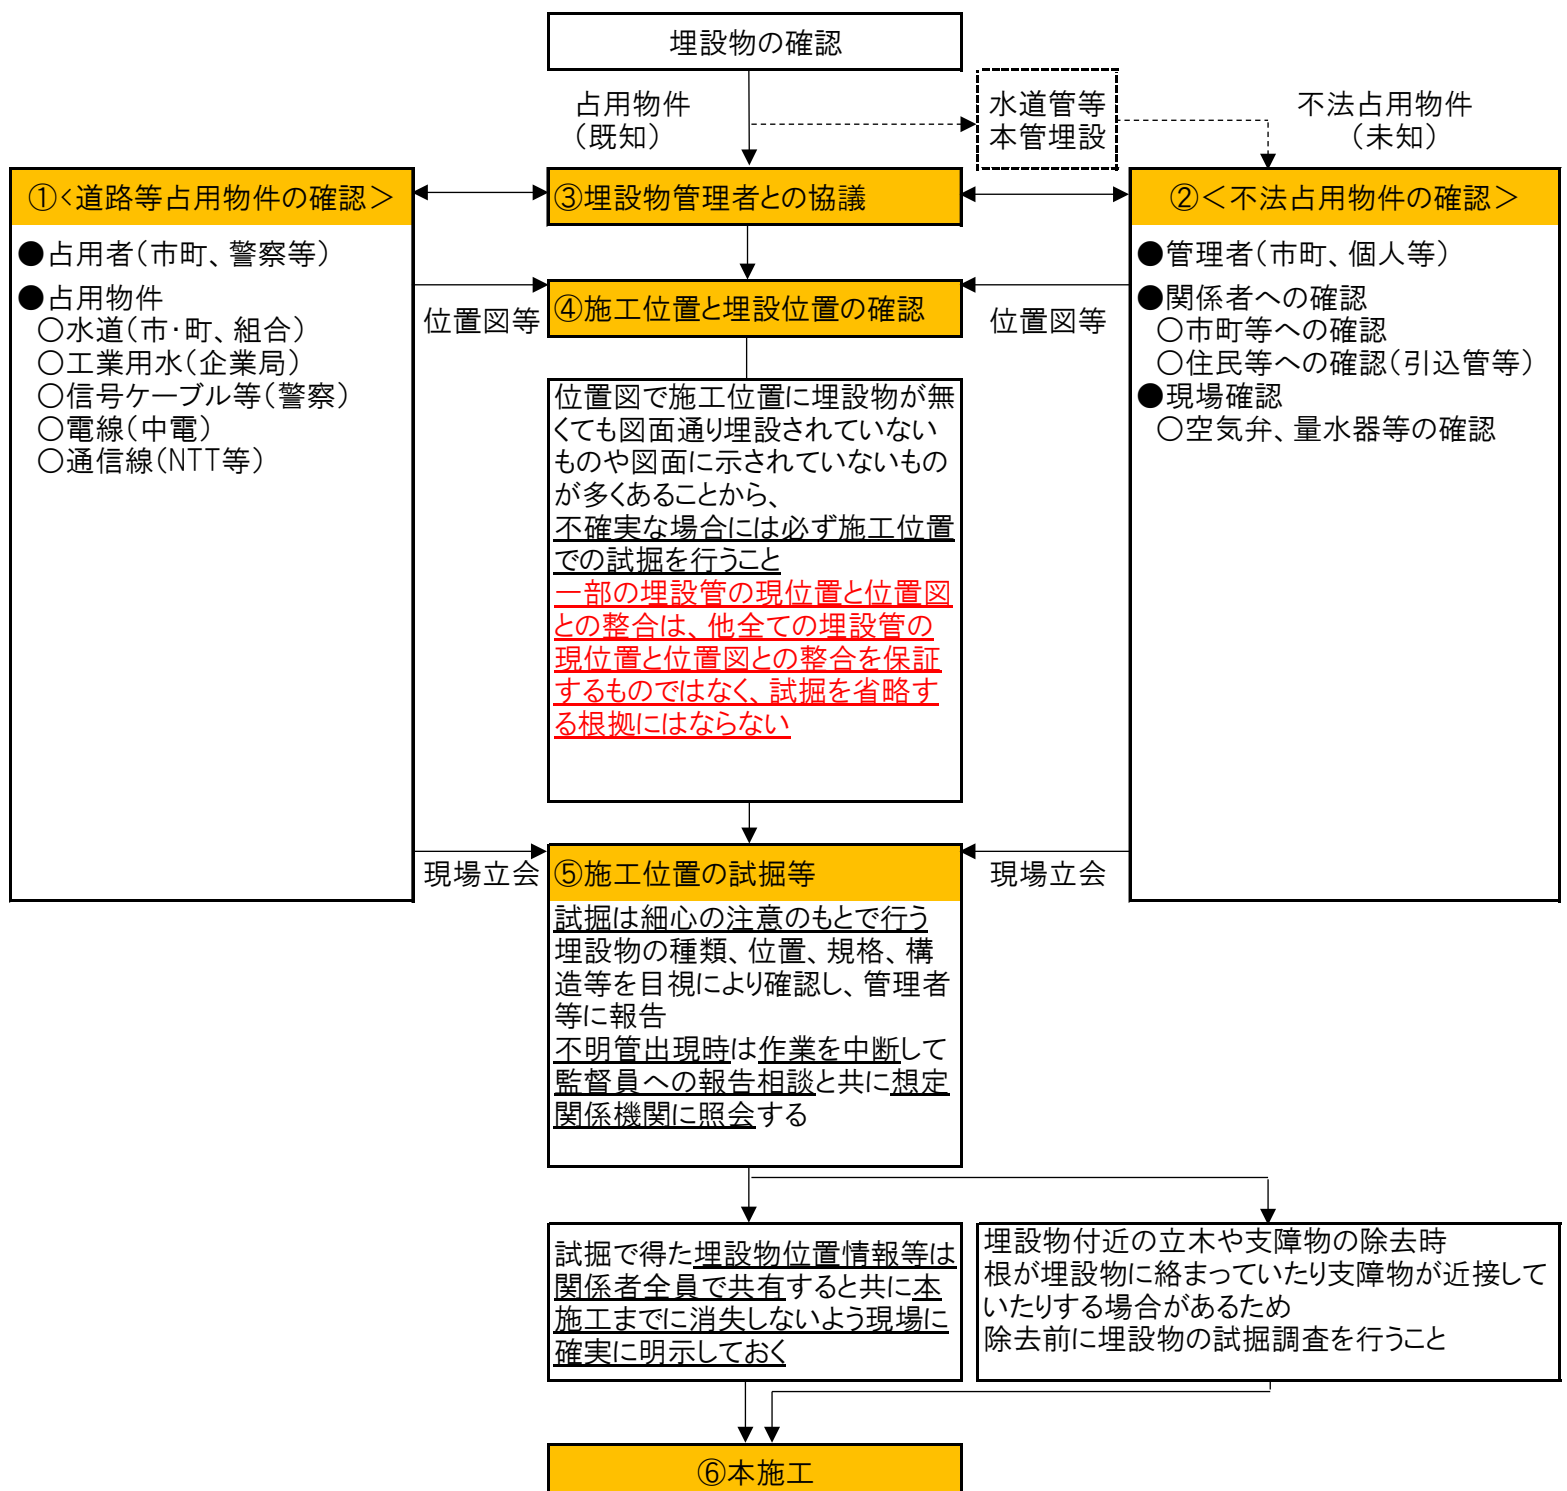 埋設物の確認
占用物件
（既知）
水道管等
本管埋設
不法占用物件
（未知）
①<道路等占用物件の確認＞
●占用者（市町、警察等）
●占用物件
○水道（市・町、組合）
○工業用水（企業局）
○信号ケーブル等（警察）
○電線（中電）
○通信線（NTT等）
③埋設物管理者との協議
②＜不法占用物件の確認＞
●管理者（市町、個人等）
●関係者への確認
○市町等への確認
○住民等への確認（引込管等）
●現場確認
○空気弁、量水器等の確認
位置図等
④施工位置と埋設位置の確認
位置図等
位置図で施工位置に埋設物が無
くても図面通り埋設されていない
ものや図面に示されていないもの
が多くあることから、
不確実な場合には必ず施工位置
での試掘を行うこと
一部の埋設管の現位置と位置図
との整合は、他全ての埋設管の
現位置と位置図との整合を保証
するものではなく、試掘を省略す
る根拠にはならない
現場立会
⑤施工位置の試掘等
現場立会
試掘は細心の注意のもとで行う
埋設物の種類、位置、規格、構
造等を目視により確認し、管理者
等に報告
不明管出現時は作業を中断して
監督員への報告相談と共に想定
関係機関に照会する
試掘で得た埋設物位置情報等は
関係者全員で共有すると共に本
施工までに消失しないよう現場に
確実に明示しておく
埋設物付近の立木や支障物の除去時
根が埋設物に絡まっていたり支障物が近接して
いたりする場合があるため
除去前に埋設物の試掘調査を行うこと
⑥本施工